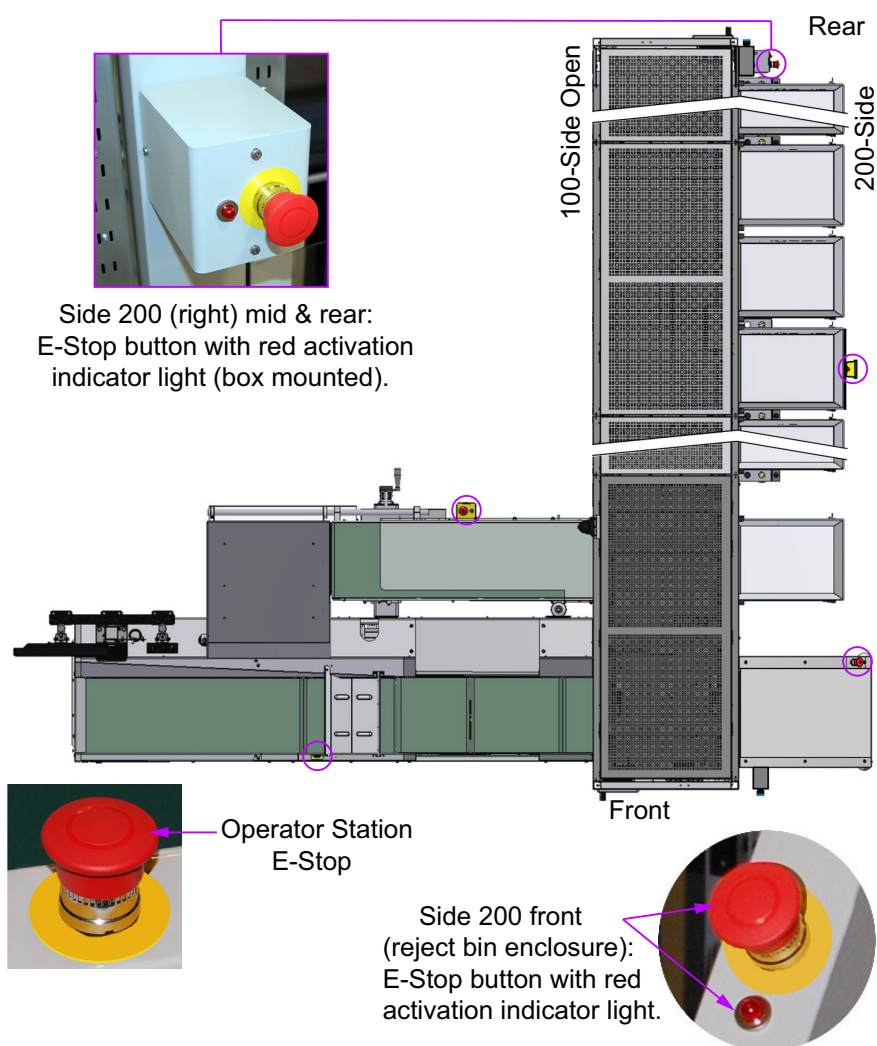 Rear
100-Side Open
200-Side
Side 200 (right) mid & rear:
E-Stop button with red activation
indicator light (box mounted).
Front
Operator Station
E-Stop
Side 200 front
(reject bin enclosure):
E-Stop button with red
activation indicator light.